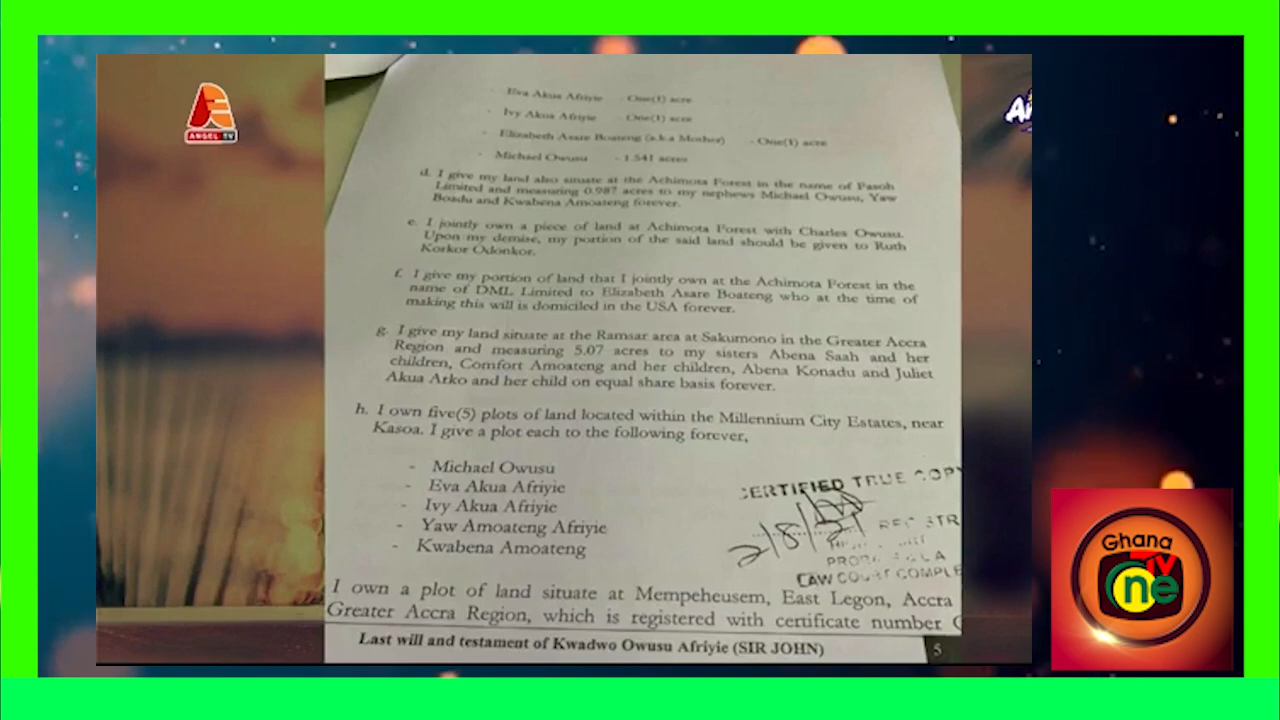 ANGEL TV
Eva Akua Afriyie - One(1) acre
- Ivy Akua Afriyie - One(1) acre
- Elizabeth Asare Boateng (a.k.a Mother) - One(1) acre
- Michael Owusu - 1.541 acres
d. I give my land also situate at the Achimota Forest in the name of Pasoh
Limited and measuring 0.987 acres to my nephews Michael Owusu, Yaw
Boadu and Kwabena Amoateng forever.
e. I jointly own a piece of land at Achimota Forest with Charles Owusu.
Upon my demise, my portion of the said land should be given to Ruth
Korkor Odonkor.
f. I give my portion of land that I jointly own at the Achimota Forest in the
name of DML Limited to Elizabeth Asare Boateng who at the time of
making this will is domiciled in the USA forever.
g. I give my land situate at the Ramsar area at Sakumono in the Greater Accra
Region and measuring 5.07 acres to my sisters Abena Saah and her
children, Comfort Amoateng and her children, Abena Konadu and Juliet
Akua Arko and her child on equal share basis forever.
h. I own five(5) plots of land located within the Millennium City Estates, near
Kasoa. I give a plot each to the following forever,
- Michael Owusu
- Eva Akua Afriyie
- Ivy Akua Afriyie
- Yaw Amoateng Afriyie
- Kwabena Amoateng
CERTIFIED TRUE COPY
2/8/21
LAW COURT COMPLE
I own a plot of land situate at Mempeheusem, East Legon, Accra
Greater Accra Region, which is registered with certificate number
Last will and testament of Kwadwo Owusu Afriyie (SIR JOHN)
5
Ghana
One TV